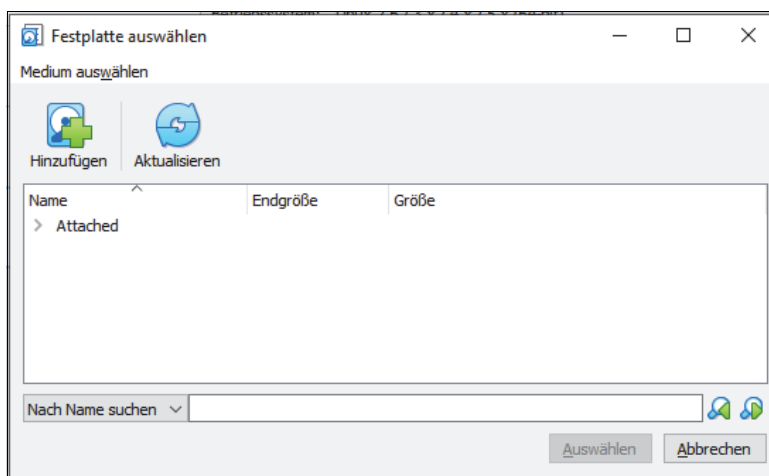 Festplatte auswählen
Medium auswählen
Hinzufügen Aktualisieren
Name Endgröße Größe
Attached
Nach Name suchen
Auswählen Abbrechen